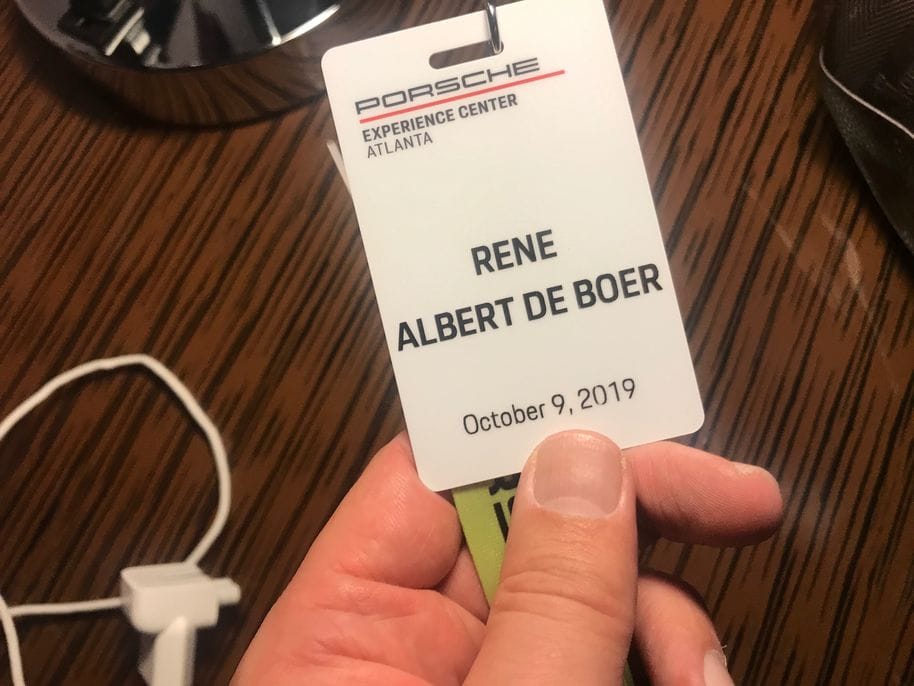 PORSCHE
EXPERIENCE CENTER
ATLANTA
RENE
ALBERT DE BOER
October 9, 2019